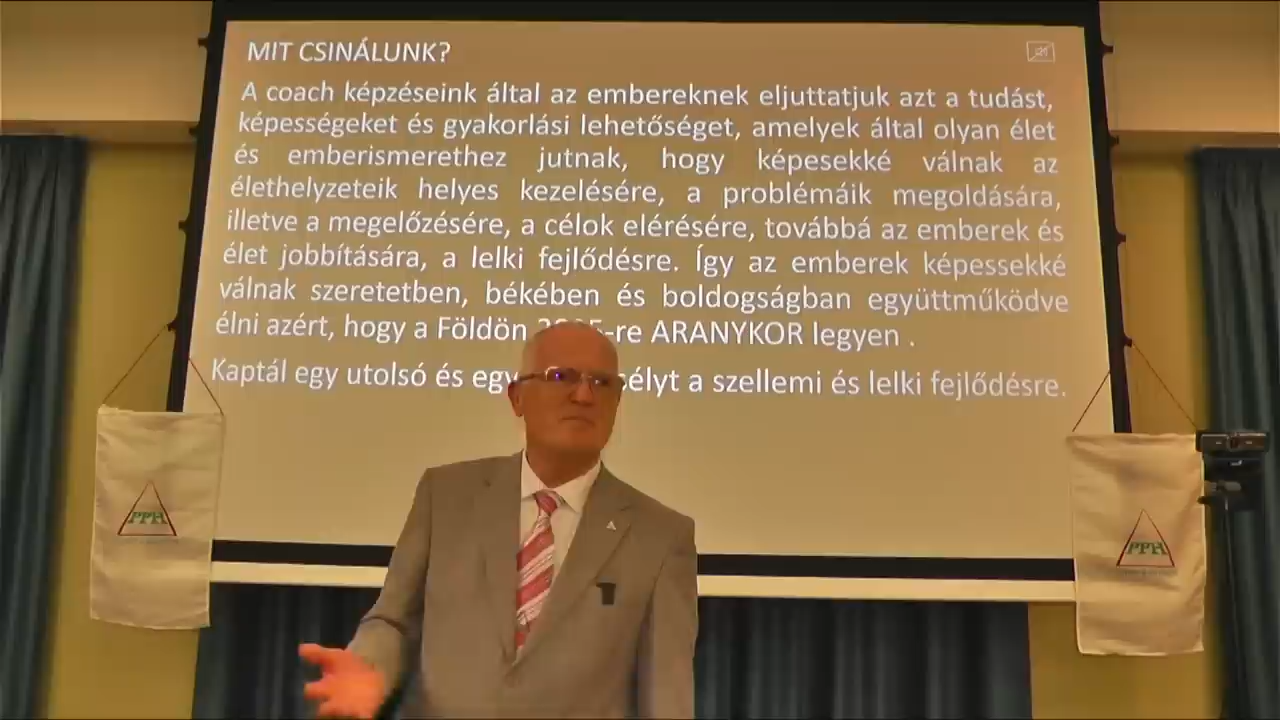 MIT CSINÁLUNK?
A coach képzéseink által az embereknek eljuttatjuk azt a tudást,
képességeket és gyakorlási lehetőséget, amelyek által olyan élet
és emberismerethez jutnak, hogy képesekké válnak az
élethelyzeteik helyes kezelésére, a problémáik megoldására,
illetve a megelőzésére, a célok elérésére, továbbá az emberek és
élet jobbítására, a lelki fejlődésre. Így az emberek képessekké
válnak szeretetben, békében és boldogságban együttműködve
élni azért, hogy a Földön -re ARANYKOR legyen .
Kaptál egy utolsó és egy sélyt a szellemi és lelki fejlődésre.
PPH
PPH